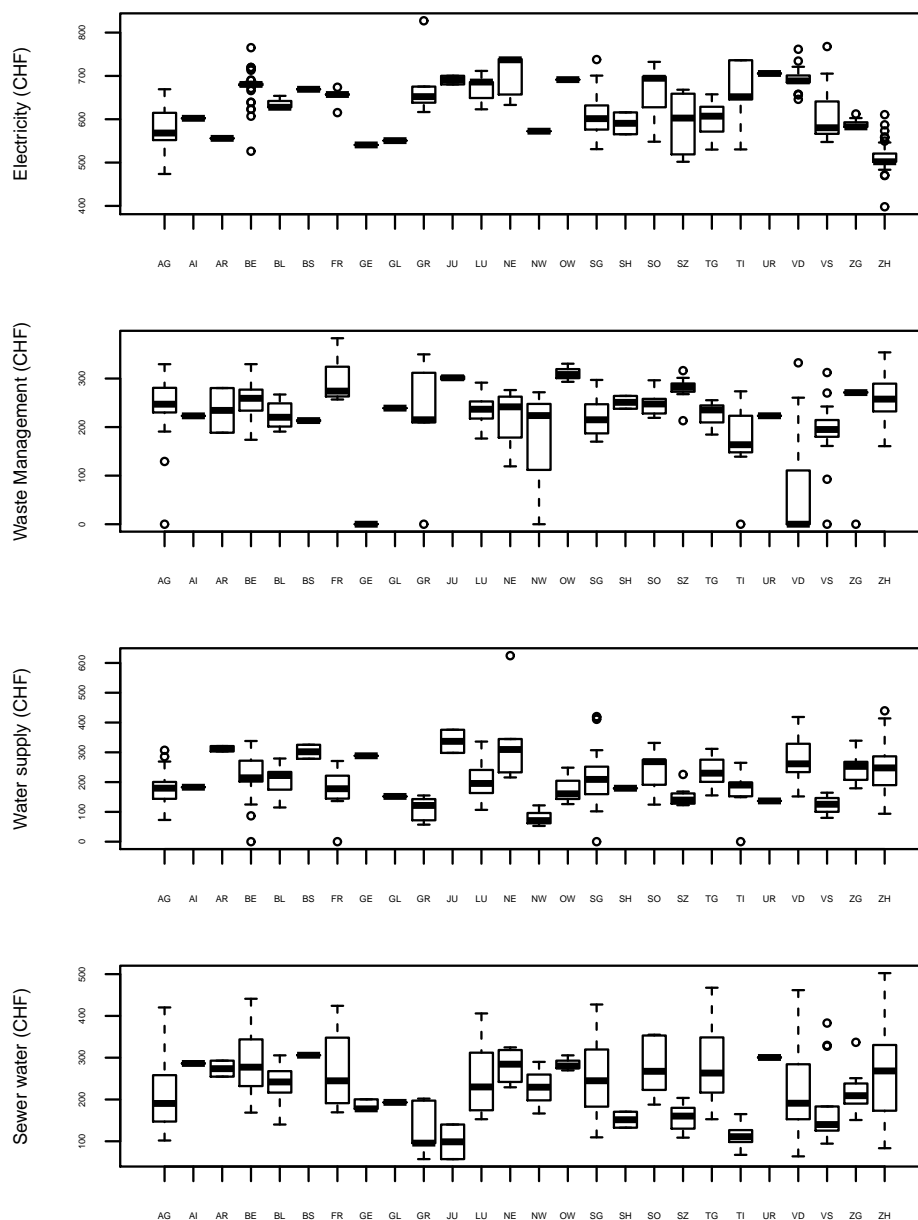 Electricity (CHF)
400 500 600 700 800
AG AI AR BE BL BS FR GE GL GR JU LU NE NW OW SG SH SO SZ TG TI UR VD VS ZG ZH
Waste Management (CHF)
0 100 200 300
AG AI AR BE BL BS FR GE GL GR JU LU NE NW OW SG SH SO SZ TG TI UR VD VS ZG ZH
Water supply (CHF)
0 100 200 300 400 500 600
AG AI AR BE BL BS FR GE GL GR JU LU NE NW OW SG SH SO SZ TG TI UR VD VS ZG ZH
Sewer water (CHF)
100 200 300 400 500
AG AI AR BE BL BS FR GE GL GR JU LU NE NW OW SG SH SO SZ TG TI UR VD VS ZG ZH